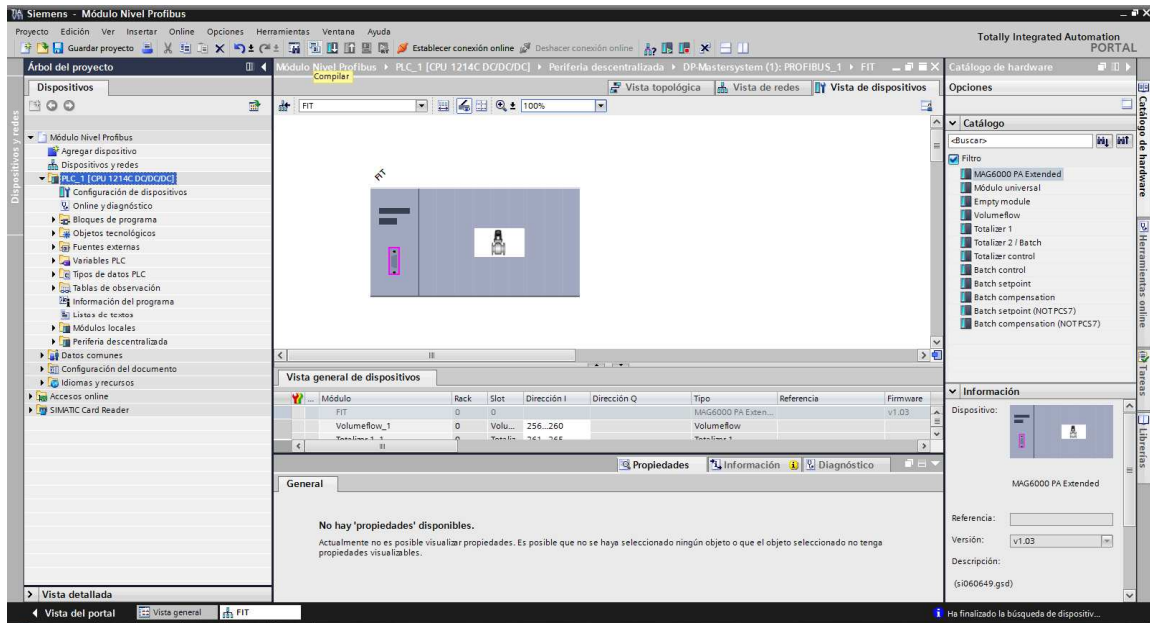 Siemens - Módulo Nivel Profibus
Proyecto Edición Ver Insertar Online Opciones Herramientas Ventana Ayuda
Guardar proyecto Establecer conexión online Deshacer conexión online
Totally Integrated Automation
PORTAL
Árbol del proyecto
Módulo Nivel Profibus PLC_1 [CPU 1214C DC/DC/DC] Periferia descentralizada DP-Mastersystem (1): PROFIBUS_1 FIT
Compilar
Catálogo de hardware
Dispositivos
Vista topológica Vista de redes Vista de dispositivos
Opciones
FIT 100%
Dispositivos y redes
Módulo Nivel Profibus
Agregar dispositivo
Dispositivos y redes
PLC_1 [CPU 1214C DC/DC/DC]
Configuración de dispositivos
Online y diagnóstico
Bloques de programa
Objetos tecnológicos
Fuentes externas
Variables PLC
Tipos de datos PLC
Tablas de observación
Información del programa
Listas de textos
Módulos locales
Periferia descentralizada
Datos comunes
Configuración del documento
Idiomas y recursos
Accesos online
SIMATIC Card Reader
Vista detallada
FIT
Vista general de dispositivos
... Módulo Rack Slot Dirección I Dirección Q Tipo Referencia Firmware
FIT 0 0 MAG6000 PA Exten... v1.03
Volumeflow_1 0 Volu... 256...260 Volumeflow
Totalizer 1_1 0 Totaliz... 261...265 Totalizer 1
Propiedades Información Diagnóstico
General
No hay 'propiedades' disponibles.
Actualmente no es posible visualizar propiedades. Es posible que no se haya seleccionado ningún objeto o que el objeto seleccionado no tenga
propiedades visualizables.
Catálogo
<Buscar>
Filtro
MAG6000 PA Extended
Módulo universal
Empty module
Volumeflow
Totalizer 1
Totalizer 2 / Batch
Totalizer control
Batch control
Batch setpoint
Batch compensation
Batch setpoint (NOT PCS7)
Batch compensation (NOT PCS7)
Información
Dispositivo:
MAG6000 PA Extended
Referencia:
Versión: v1.03
Descripción:
(si060649.gsd)
Catálogo de hardware
Herramientas online
Tareas
Librerías
Vista del portal Vista general FIT
Ha finalizado la búsqueda de dispositiv...